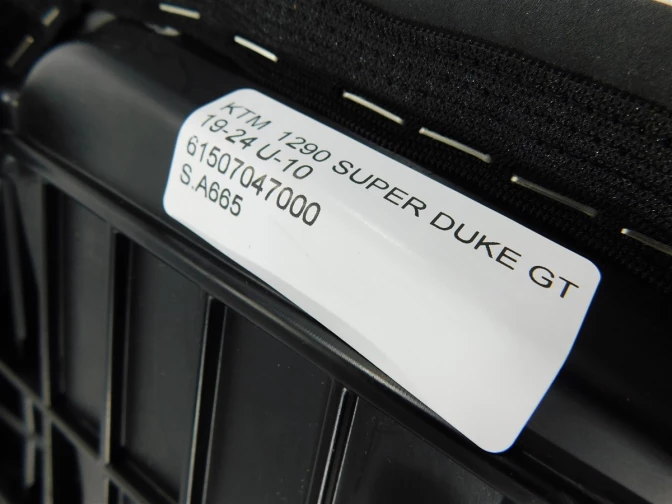 KTM 1290 SUPER DUKE GT
19-24 U-10
61507047000
S.A665